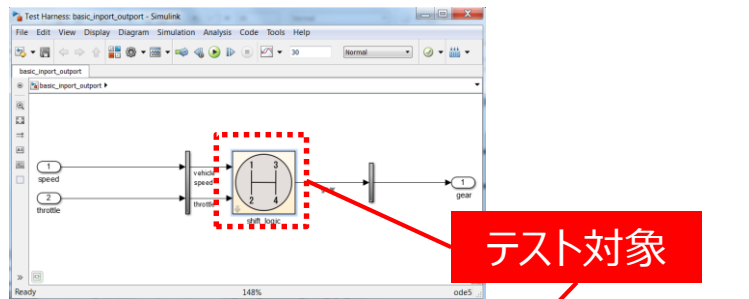 Test Harness: basic_inport_outport - Simulink
File Edit View Display Diagram Simulation Analysis Code Tools Help
30 Normal
basic_inport_outport
basic_inport_outport
1
speed
2
throttle
vehicle
speed
throttle
1 3
2 4
shift_logic
1
gear
テスト対象
Ready 148% ode5